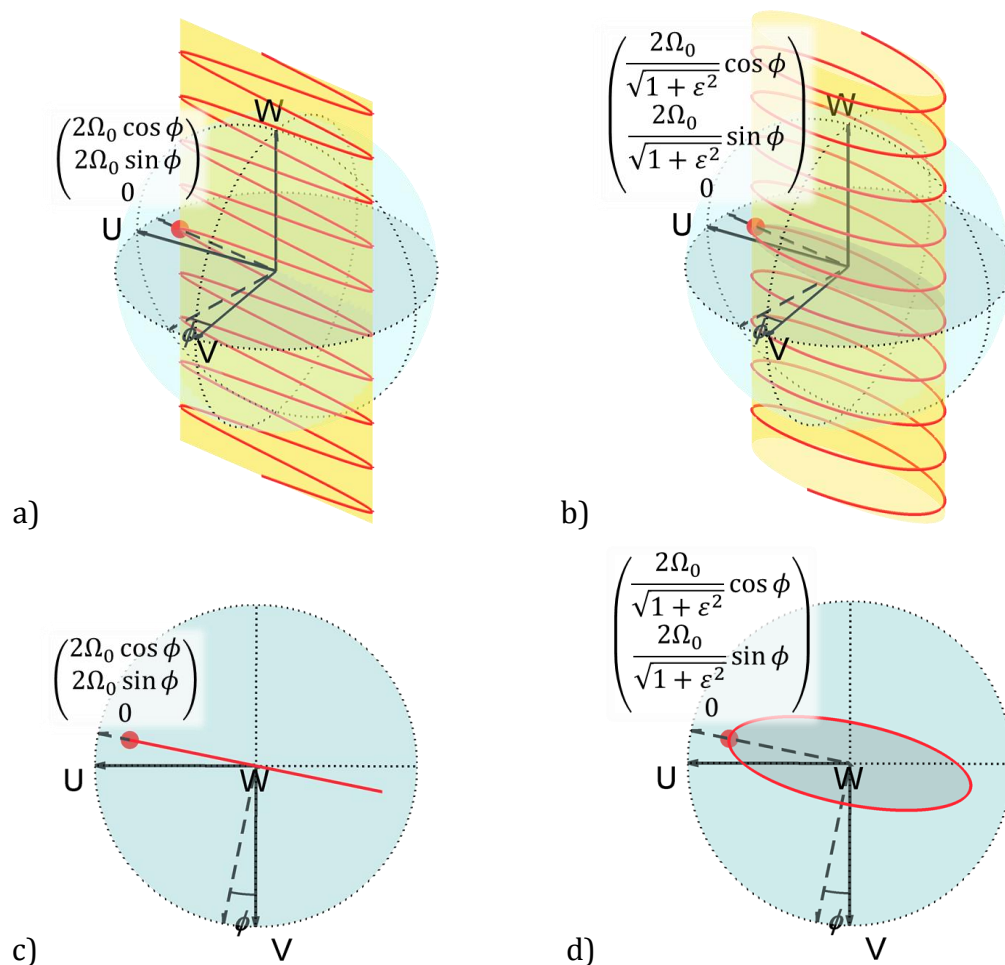 (2Ω₀ cos ϕ
2Ω₀ sin ϕ
0)
W
U
ϕ
V
a)
(2Ω₀/√(1 + ε²) cos ϕ
2Ω₀/√(1 + ε²) sin ϕ
0)
W
U
ϕ
V
b)
(2Ω₀ cos ϕ
2Ω₀ sin ϕ
0)
U
W
ϕ
V
c)
(2Ω₀/√(1 + ε²) cos ϕ
2Ω₀/√(1 + ε²) sin ϕ
0)
U
W
ϕ
V
d)